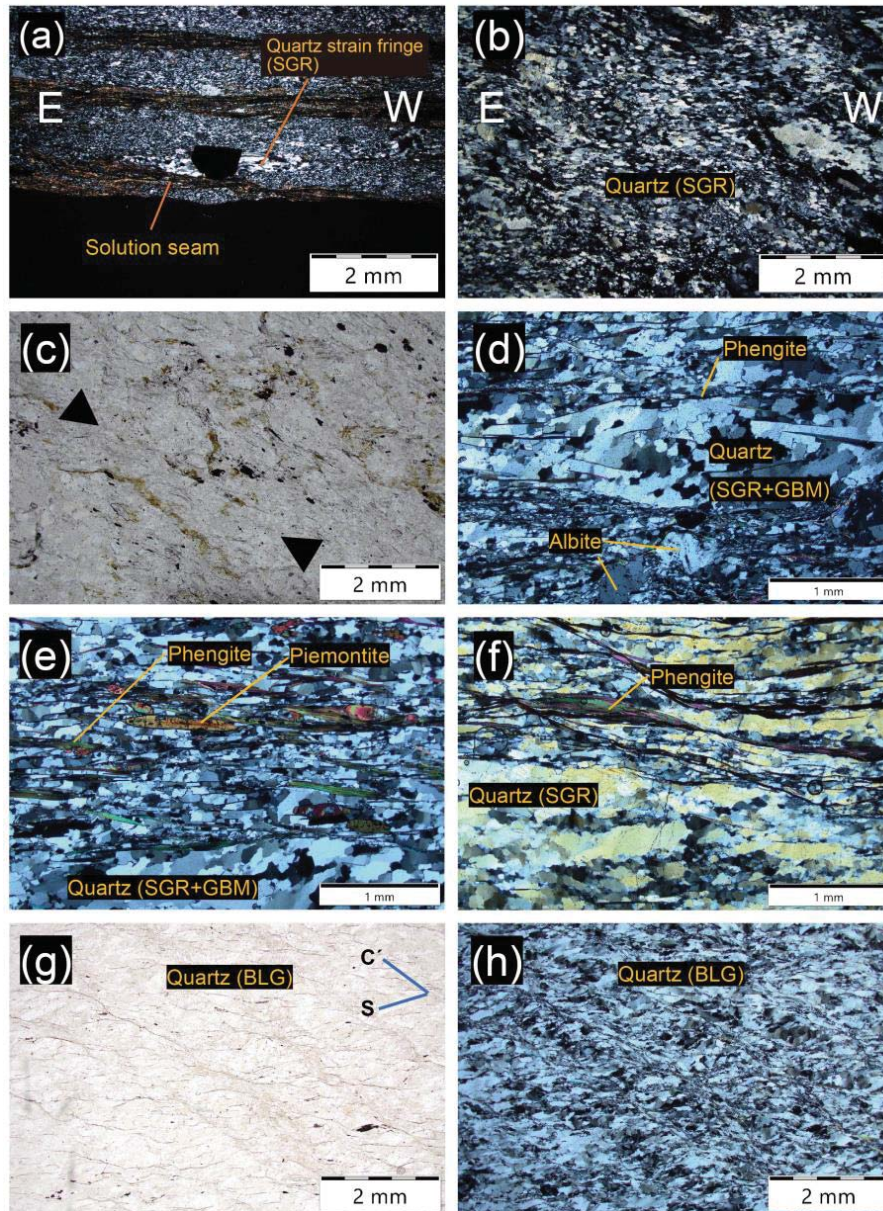 (a)
Quartz strain fringe
(SGR)
E
W
Solution seam
2 mm
(b)
E
W
Quartz (SGR)
2 mm
(c)
2 mm
(d)
Phengite
Quartz
(SGR+GBM)
Albite
1 mm
(e)
Phengite
Piemontite
Quartz (SGR+GBM)
1 mm
(f)
Phengite
Quartz (SGR)
1 mm
(g)
Quartz (BLG)
C´
S
2 mm
(h)
Quartz (BLG)
2 mm